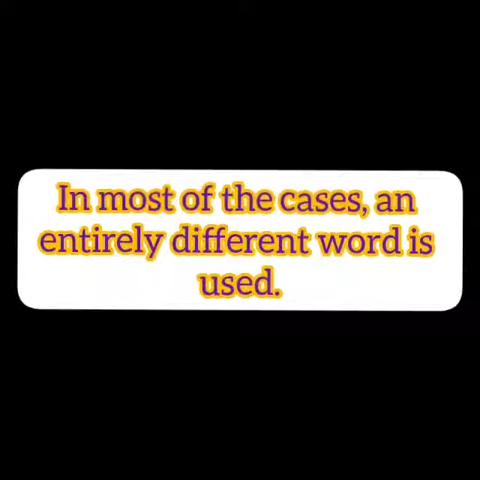 In most of the cases, an
entirely different word is
used.